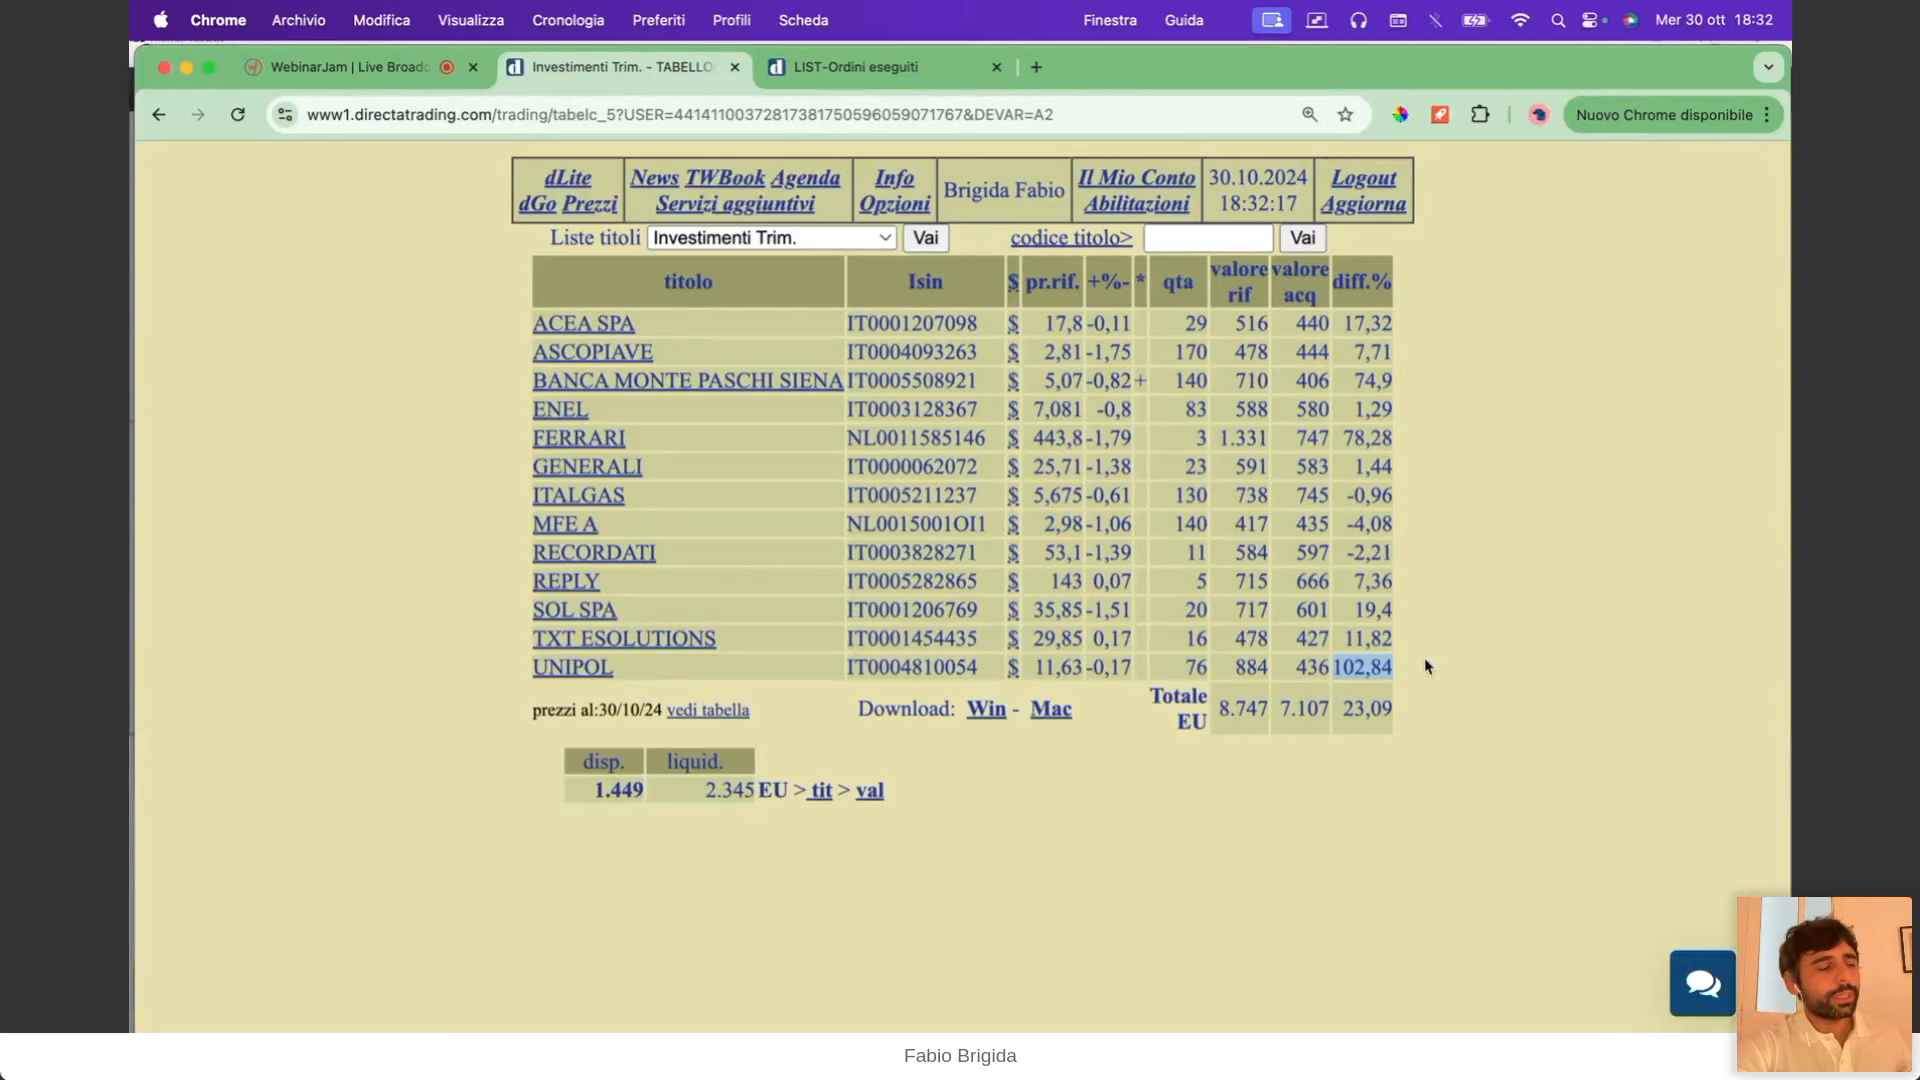 Chrome Archivio Modifica Visualizza Cronologia Preferiti Profili Scheda Finestra Guida Mer 30 ott 18:32
WebinarJam | Live Broadc Investimenti Trim. - TABELLO LIST-Ordini eseguiti
www1.directatrading.com/trading/tabelc_5?USER=44141100372817381750596059071767&DEVAR=A2 Nuovo Chrome disponibile
dLite News TWBook Agenda Info Brigida Fabio Il Mio Conto 30.10.2024 Logout
dGo Prezzi Servizi aggiuntivi Opzioni Abilitazioni 18:32:17 Aggiorna
Liste titoli Investimenti Trim. Vai codice titolo> Vai
titolo Isin $ pr.rif. +%- * qta valore rif valore acq diff.%
ACEA SPA IT0001207098 $ 17,8 -0,11 29 516 440 17,32
ASCOPIAVE IT0004093263 $ 2,81 -1,75 170 478 444 7,71
BANCA MONTE PASCHI SIENA IT0005508921 $ 5,07 -0,82 + 140 710 406 74,9
ENEL IT0003128367 $ 7,081 -0,8 83 588 580 1,29
FERRARI NL0011585146 $ 443,8 -1,79 3 1.331 747 78,28
GENERALI IT0000062072 $ 25,71 -1,38 23 591 583 1,44
ITALGAS IT0005211237 $ 5,675 -0,61 130 738 745 -0,96
MFE A NL0015001OI1 $ 2,98 -1,06 140 417 435 -4,08
RECORDATI IT0003828271 $ 53,1 -1,39 11 584 597 -2,21
REPLY IT0005282865 $ 143 0,07 5 715 666 7,36
SOL SPA IT0001206769 $ 35,85 -1,51 20 717 601 19,4
TXT ESOLUTIONS IT0001454435 $ 29,85 0,17 16 478 427 11,82
UNIPOL IT0004810054 $ 11,63 -0,17 76 884 436 102,84
prezzi al:30/10/24 vedi tabella Download: Win - Mac Totale EU 8.747 7.107 23,09
disp. liquid.
1.449 2.345 EU > tit > val
Fabio Brigida